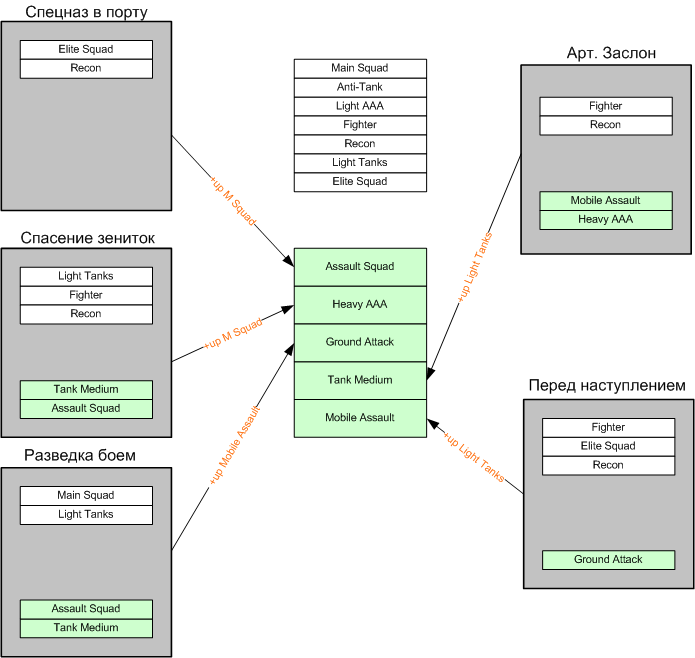 Спецназ в порту
Elite Squad
Recon
+up M Squad
Спасение зениток
Light Tanks
Fighter
Recon
Tank Medium
Assault Squad
+up M Squad
Разведка боем
Main Squad
Light Tanks
Assault Squad
Tank Medium
+up Mobile Assault
Main Squad
Anti-Tank
Light AAA
Fighter
Recon
Light Tanks
Elite Squad
Assault Squad
Heavy AAA
Ground Attack
Tank Medium
Mobile Assault
Арт. Заслон
Fighter
Recon
Mobile Assault
Heavy AAA
+up Light Tanks
Перед наступлением
Fighter
Elite Squad
Recon
Ground Attack
+up Light Tanks